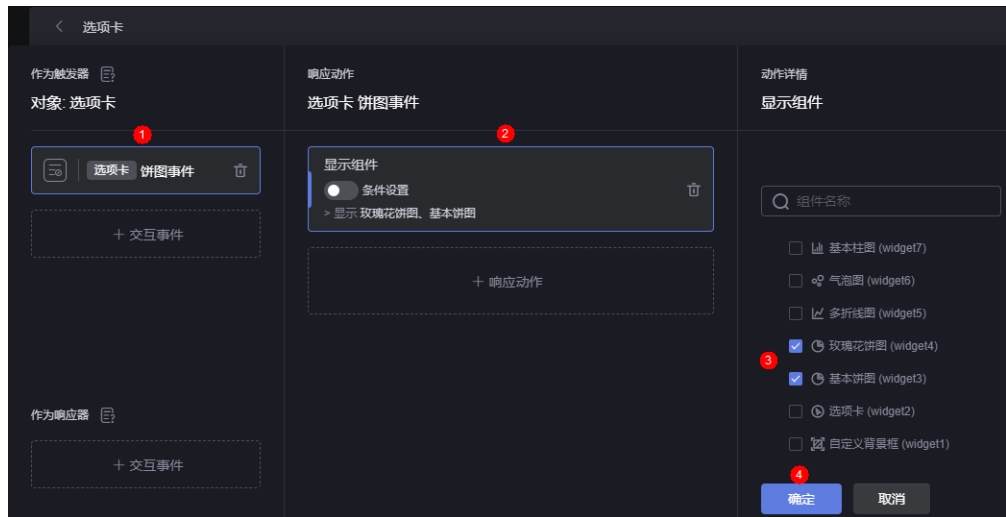 选项卡
作为触发器
对象: 选项卡
1
选项卡 饼图事件
+ 交互事件
作为响应器
+ 交互事件
响应动作
选项卡 饼图事件
2
显示组件
条件设置
> 显示 玫瑰花饼图、基本饼图
+ 响应动作
动作详情
显示组件
组件名称
基本柱图 (widget7)
气泡图 (widget6)
多折线图 (widget5)
玫瑰花饼图 (widget4)
3
基本饼图 (widget3)
选项卡 (widget2)
自定义背景框 (widget1)
4
确定 取消